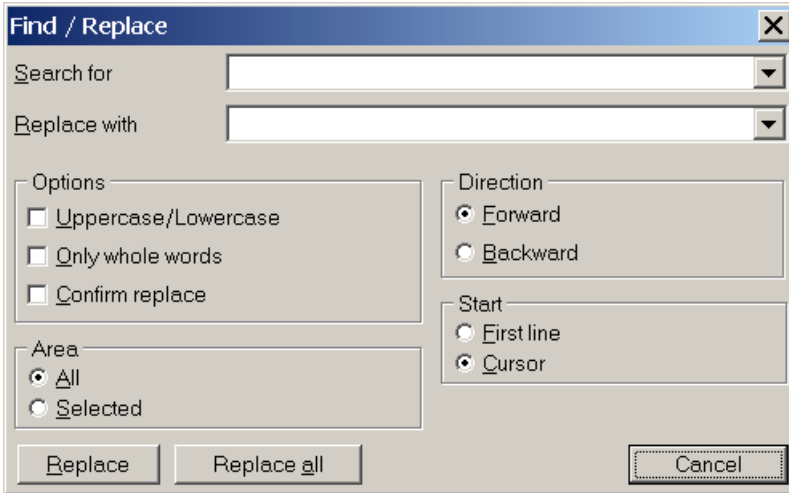 Find / Replace
Search for
Replace with
Options
Uppercase/Lowercase
Only whole words
Confirm replace
Direction
Forward
Backward
Start
First line
Cursor
Area
All
Selected
Replace
Replace all
Cancel